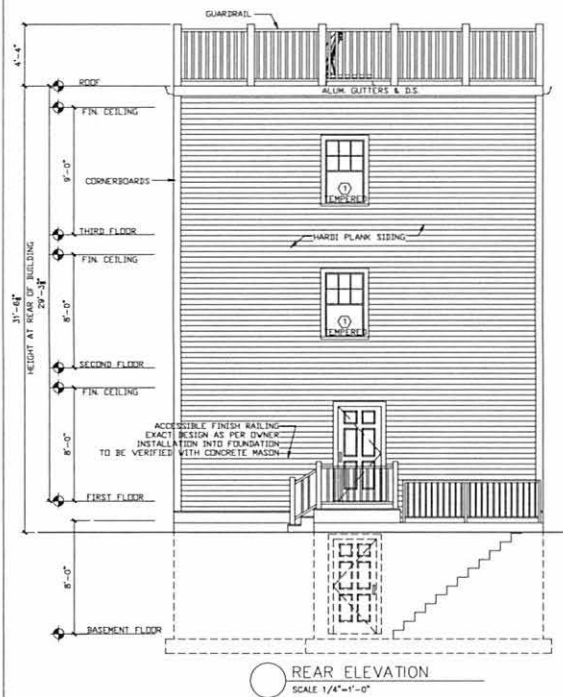 GUARDRAIL
4'-4"
ROOF
ALUM. GUTTERS & D.S.
FIN. CEILING
9'-0"
CORNERBOARDS
1
TEMPERED
THIRD FLOOR
HARDI PLANK SIDING
FIN. CEILING
HEIGHT AT REAR OF BUILDING
8'-0"
1
TEMPERED
SECOND FLOOR
FIN. CEILING
8'-0"
ACCESSIBLE FINISH RAILING
EXACT DESIGN AS PER OWNER
INSTALLATION INTO FOUNDATION
TO BE VERIFIED WITH CONCRETE MASON
FIRST FLOOR
8'-0"
BASEMENT FLOOR
REAR ELEVATION
SCALE 1/4"=1'-0"